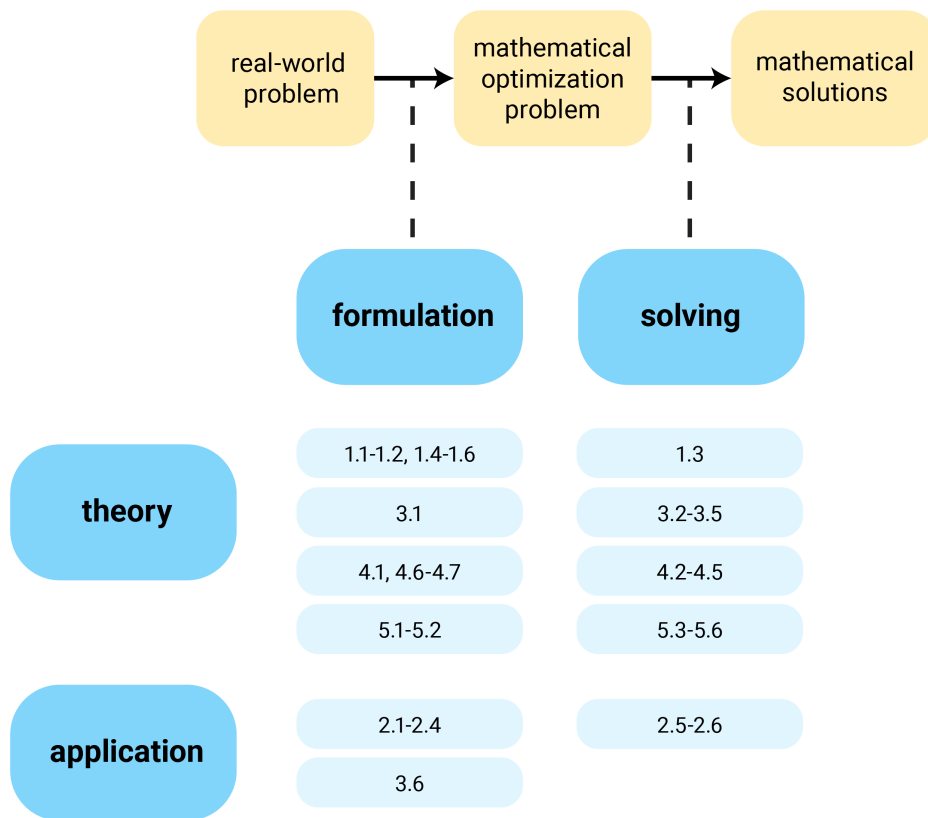 real-world
problem
mathematical
optimization
problem
mathematical
solutions
formulation
solving
theory
1.1-1.2, 1.4-1.6
1.3
3.1
3.2-3.5
4.1, 4.6-4.7
4.2-4.5
5.1-5.2
5.3-5.6
application
2.1-2.4
2.5-2.6
3.6